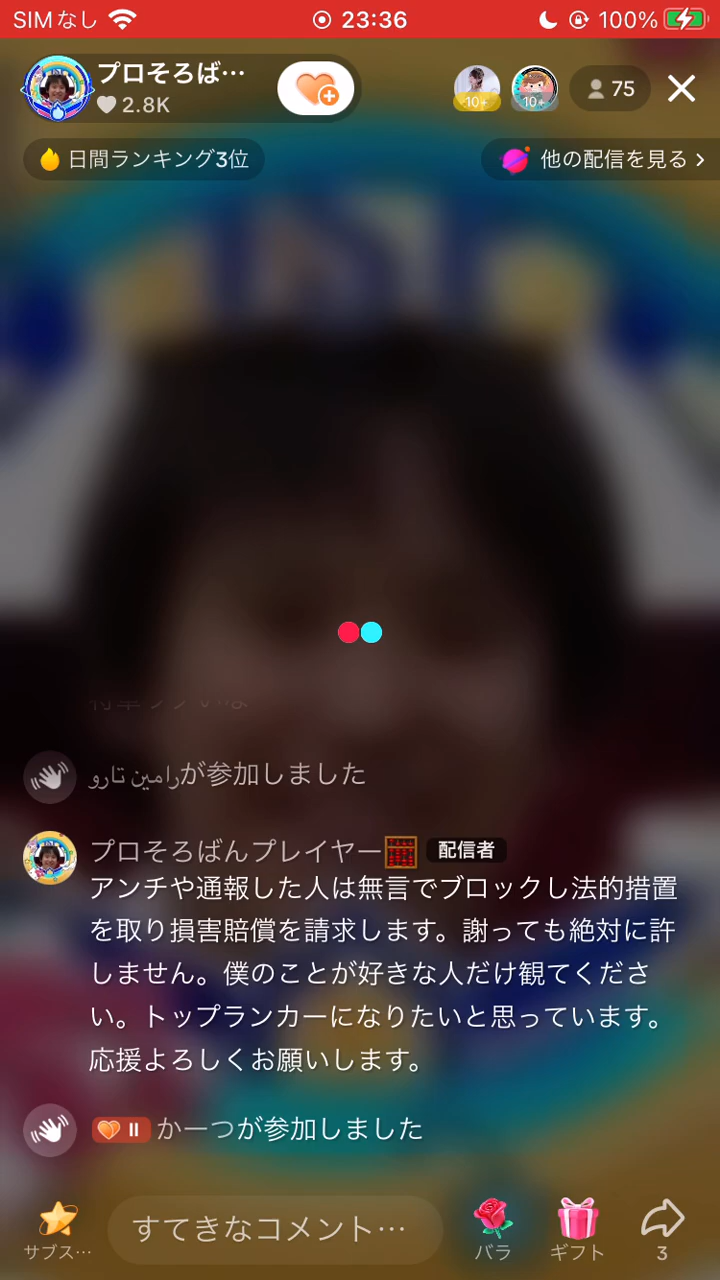 SIMなし 23:36 100%
プロそろば…
2.8K
10+ 10+ 75
日間ランキング3位 他の配信を見る
رامین تاروが参加しました
プロそろばんプレイヤー🧮 配信者
アンチや通報した人は無言でブロックし法的措置
を取り損害賠償を請求します。謝っても絶対に許
しません。僕のことが好きな人だけ観てくださ
い。トップランカーになりたいと思っています。
応援よろしくお願いします。
かーつが参加しました
すてきなコメント…
サブス… バラ ギフト 3